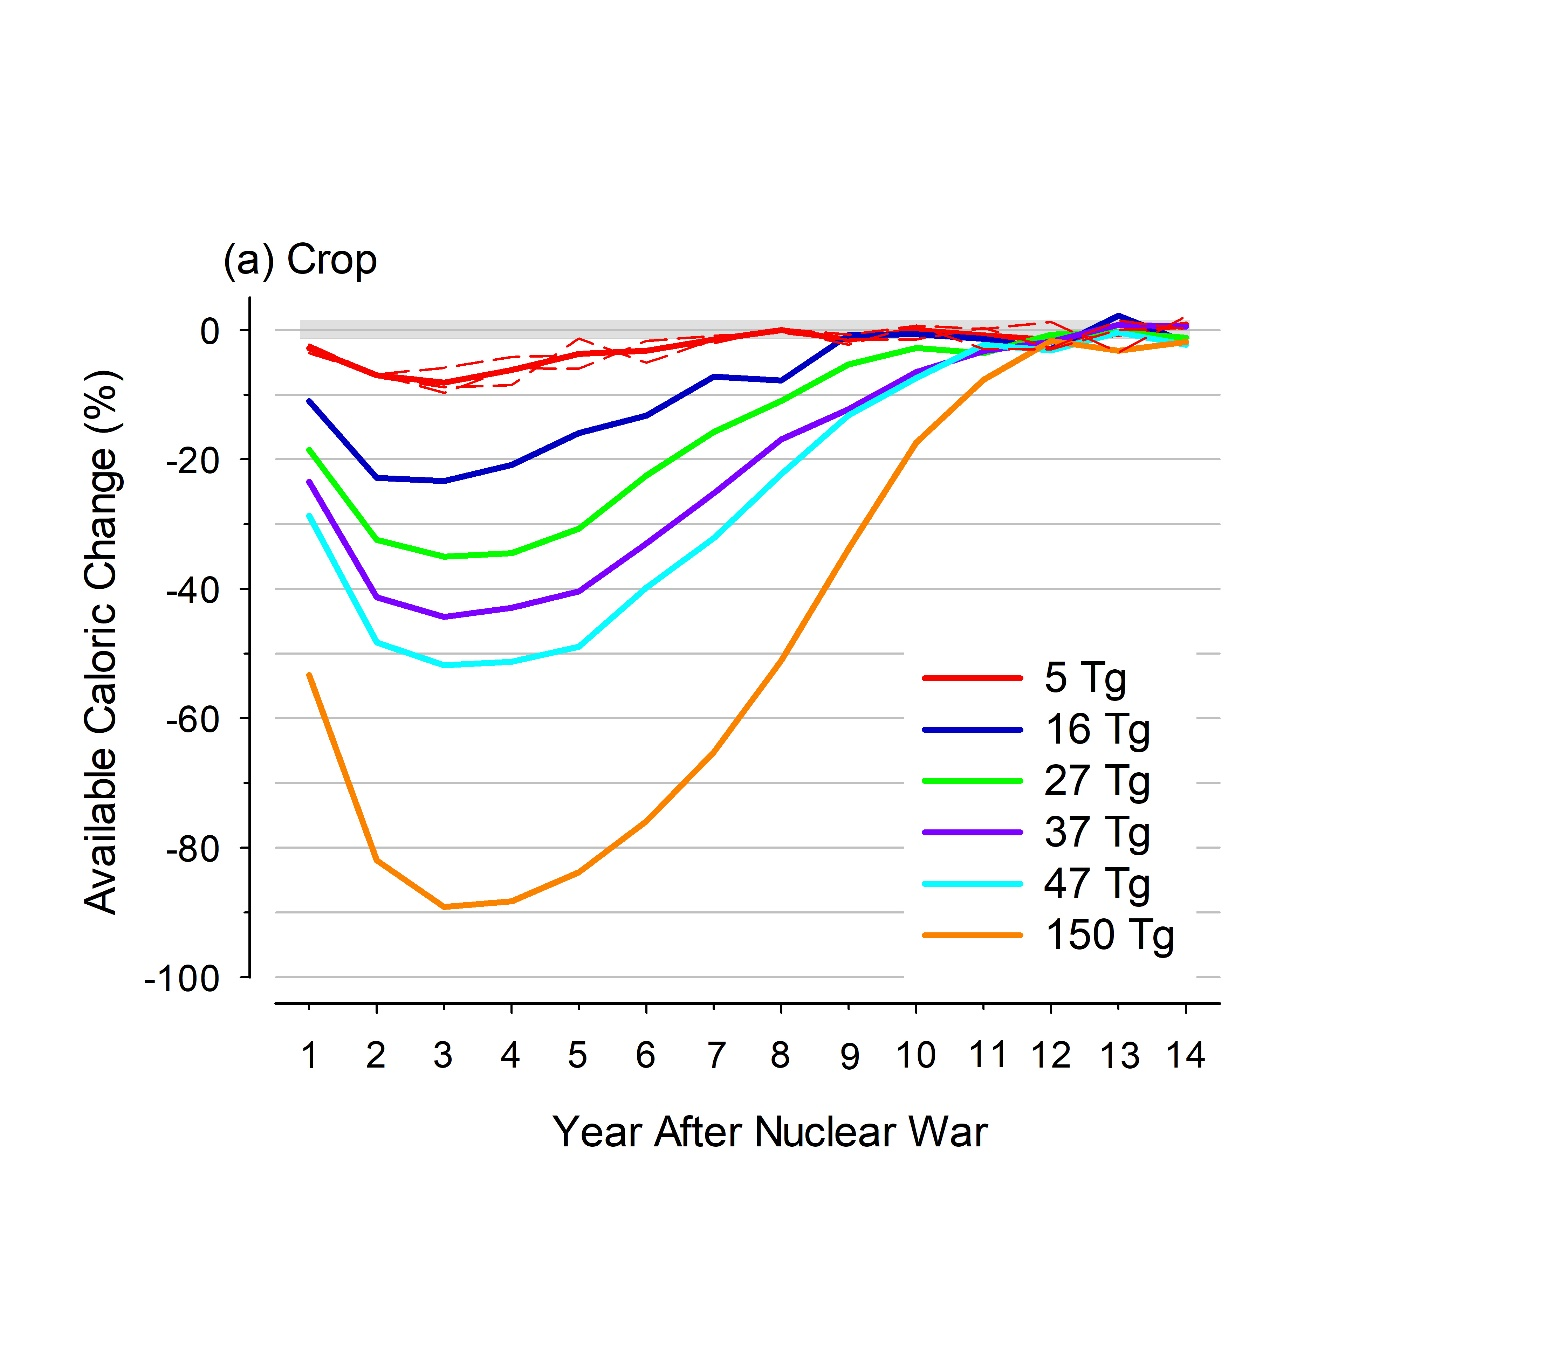 (a) Crop
Available Caloric Change (%)
0
-20
-40
-60
-80
-100
5 Tg
16 Tg
27 Tg
37 Tg
47 Tg
150 Tg
1 2 3 4 5 6 7 8 9 10 11 12 13 14
Year After Nuclear War